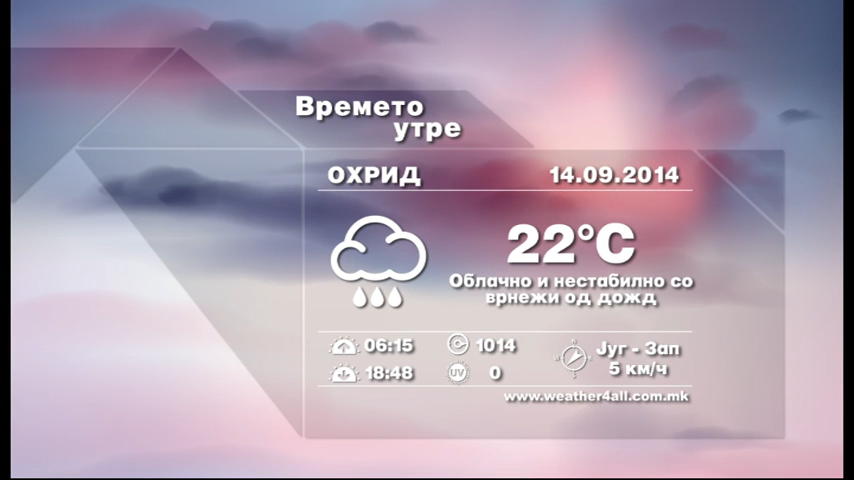 Времето
утре
ОХРИД 14.09.2014
22°C
Облачно и нестабилно со
врнежи од дожд
06:15 1014 Југ - Зап
18:48 UV 0 5 км/ч
www.weather4all.com.mk